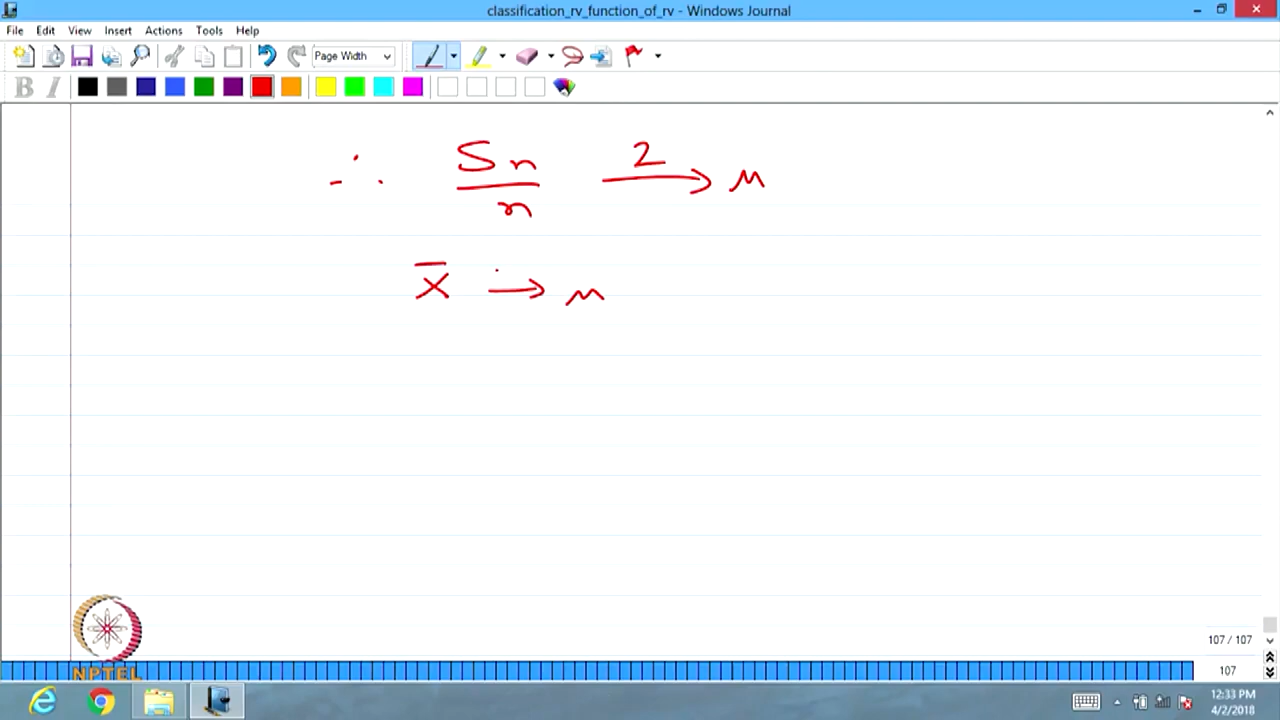 classification_rv_function_of_rv - Windows Journal
File Edit View Insert Actions Tools Help
Page Width
B I
∴ Sn/n 2→ μ
X̄ → μ
107 / 107
NPTEL
107
12:33 PM
4/2/2018